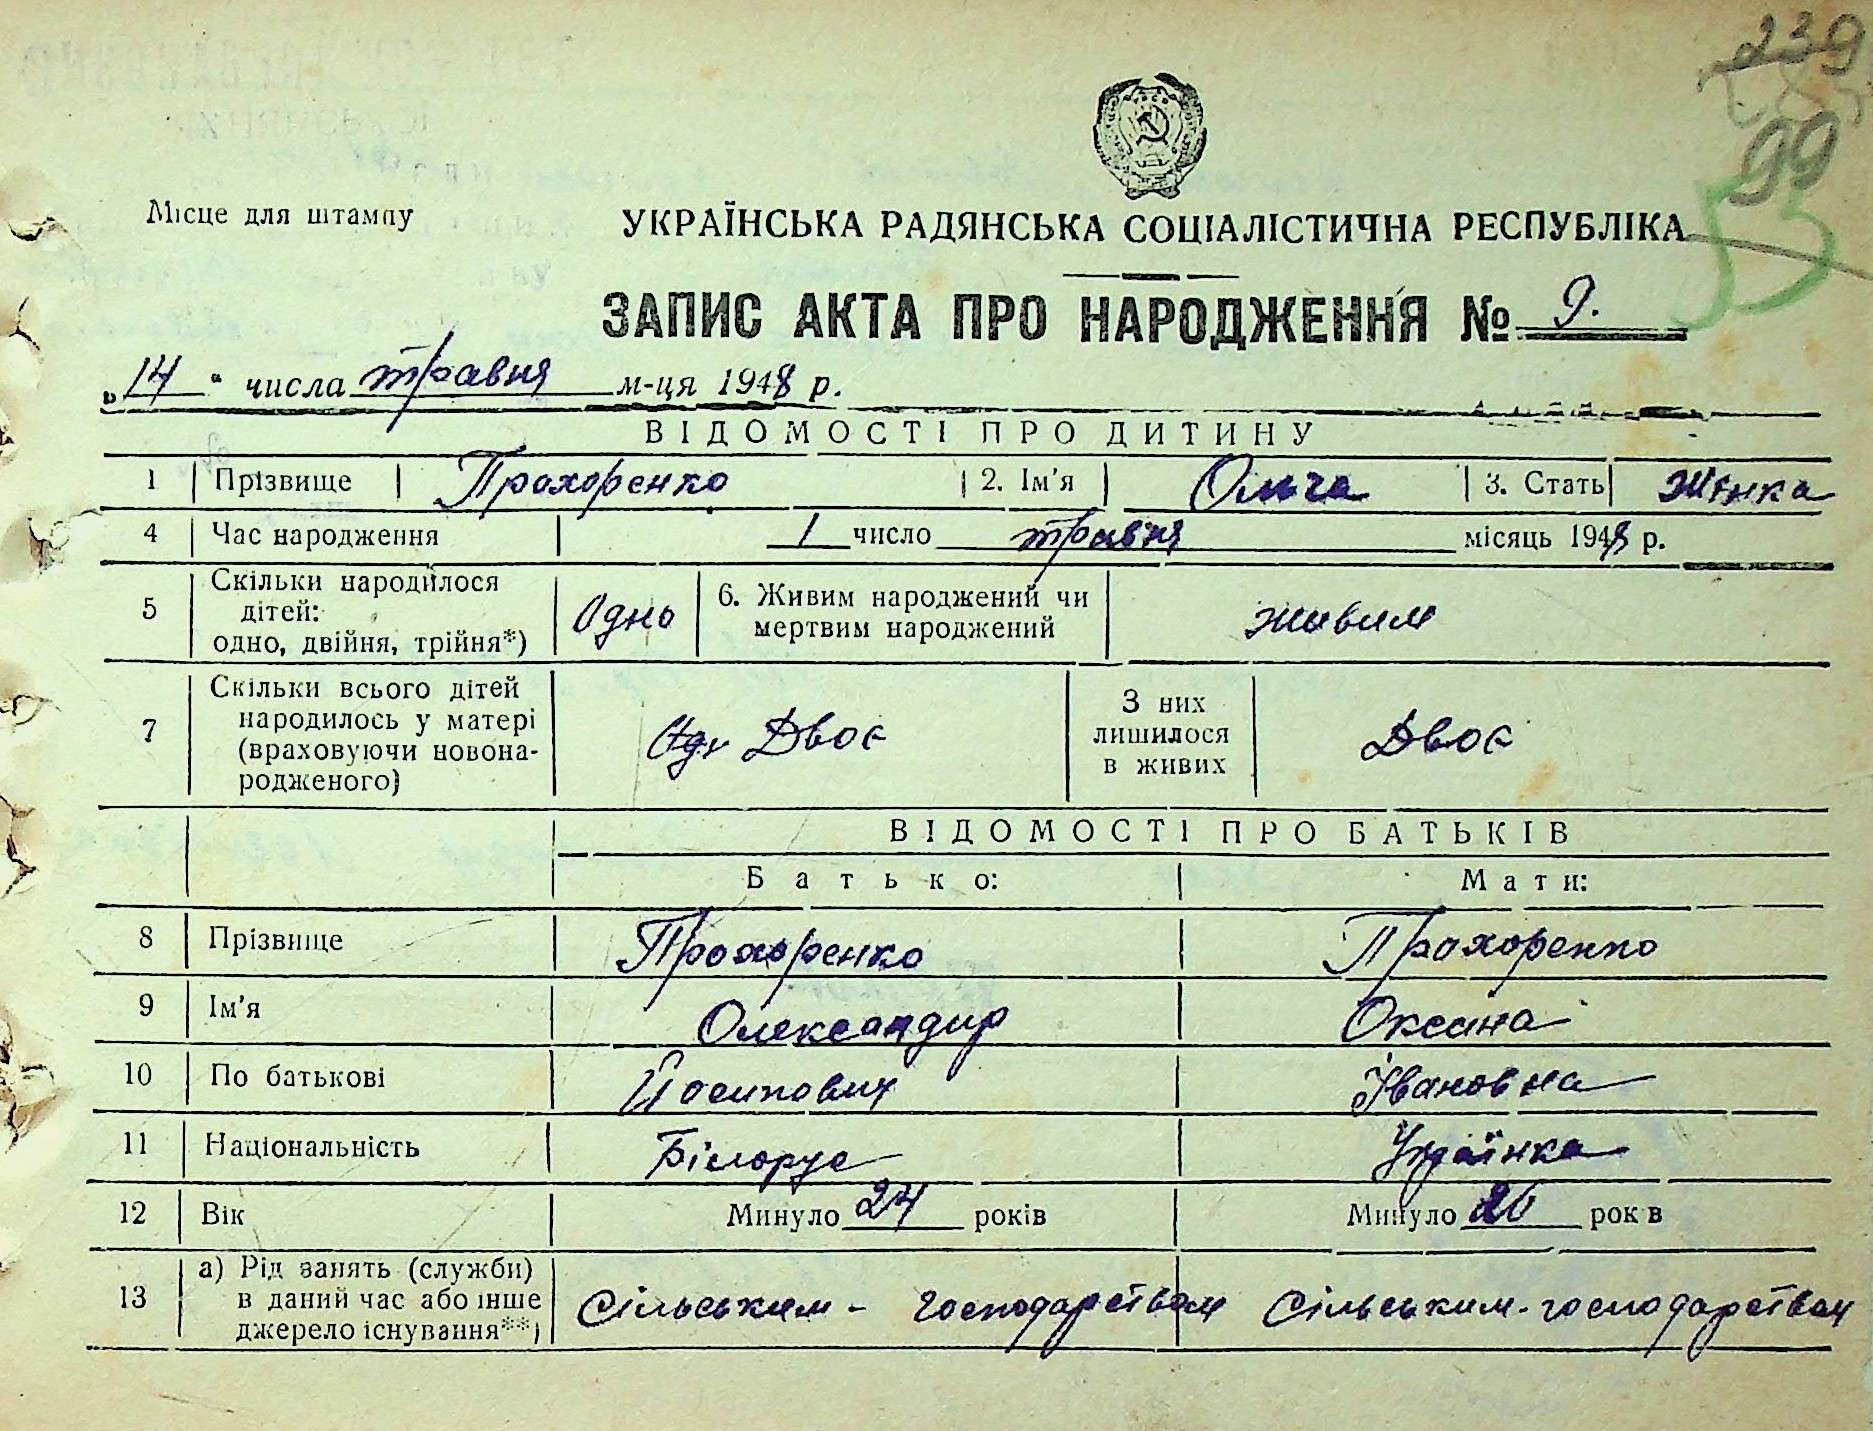 239
99
53
Місце для штампу
УКРАЇНСЬКА РАДЯНСЬКА СОЦІАЛІСТИЧНА РЕСПУБЛІКА
ЗАПИС АКТА ПРО НАРОДЖЕННЯ № 9.
„14“ числа травня м-ця 1948 р.
ВІДОМОСТІ ПРО ДИТИНУ
1 Прізвище Прохоренко 2. Ім'я Ольга 3. Стать Жінка
4 Час народження 1 число травня місяць 1948 р.
5 Скільки народилося дітей: одно, двійня, трійня*) Одно 6. Живим народжений чи мертвим народжений живим
7 Скільки всього дітей народилось у матері (враховуючи новонародженого) Двоє З них лишилося в живих Двоє
ВІДОМОСТІ ПРО БАТЬКІВ
Батько: Мати:
8 Прізвище Прохоренко Прохоренко
9 Ім'я Олександир Оксана
10 По батькові Йосипович Івановна
11 Національність Білорус Українка
12 Вік Минуло 24 років Минуло рок в
13 а) Рід занять (служби) в даний час або інше джерело існування**) Сільським - господарством Сільським-господарством